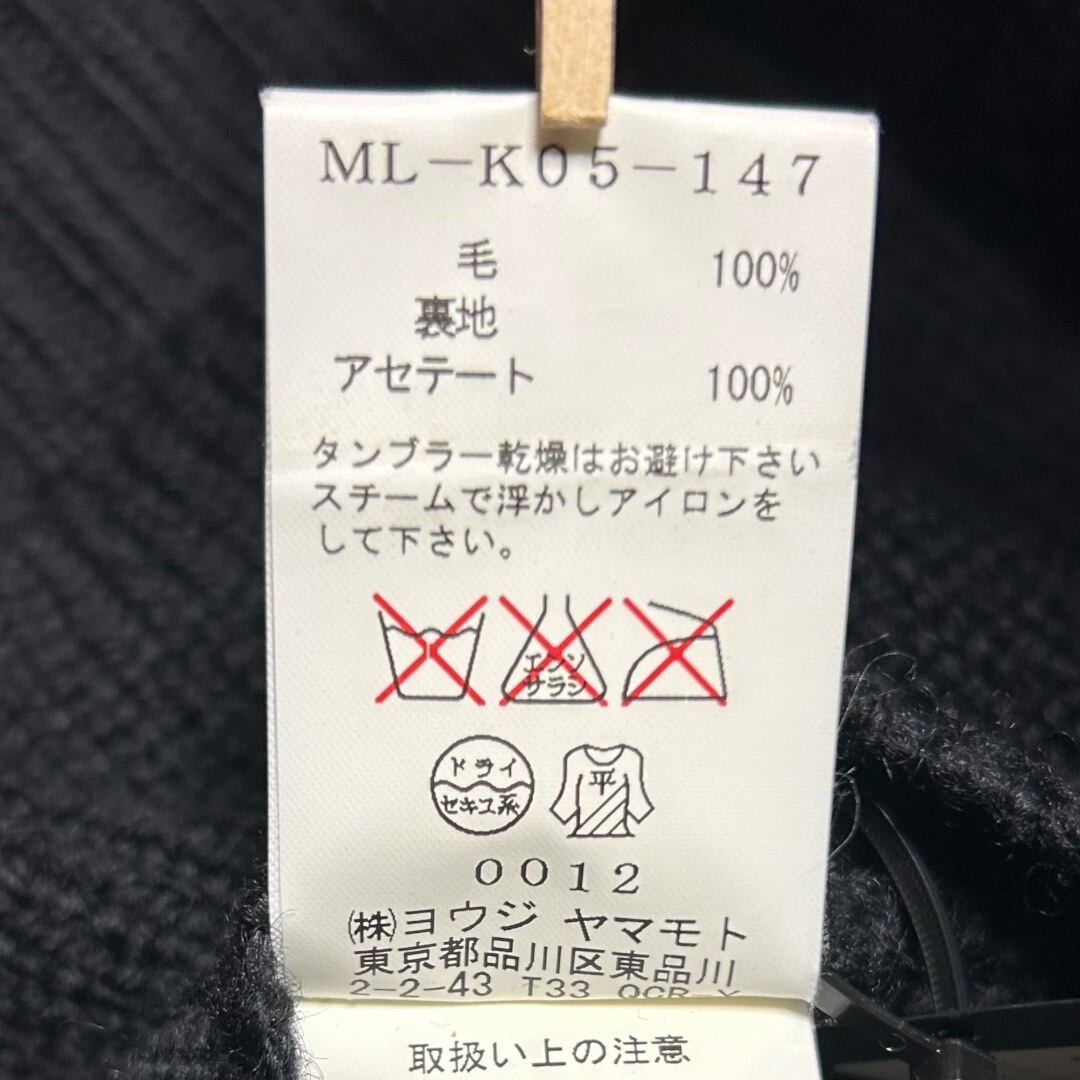 ML-K05-147
毛 100%
裏地
アセテート 100%
タンブラー乾燥はお避け下さい
スチームで浮かしアイロンを
して下さい。
エンソ
サラシ
ドライ
セキユ系
平
0012
㈱ヨウジ ヤマモト
東京都品川区東品川
2-2-43 T33 OCR-Y
取扱い上の注意